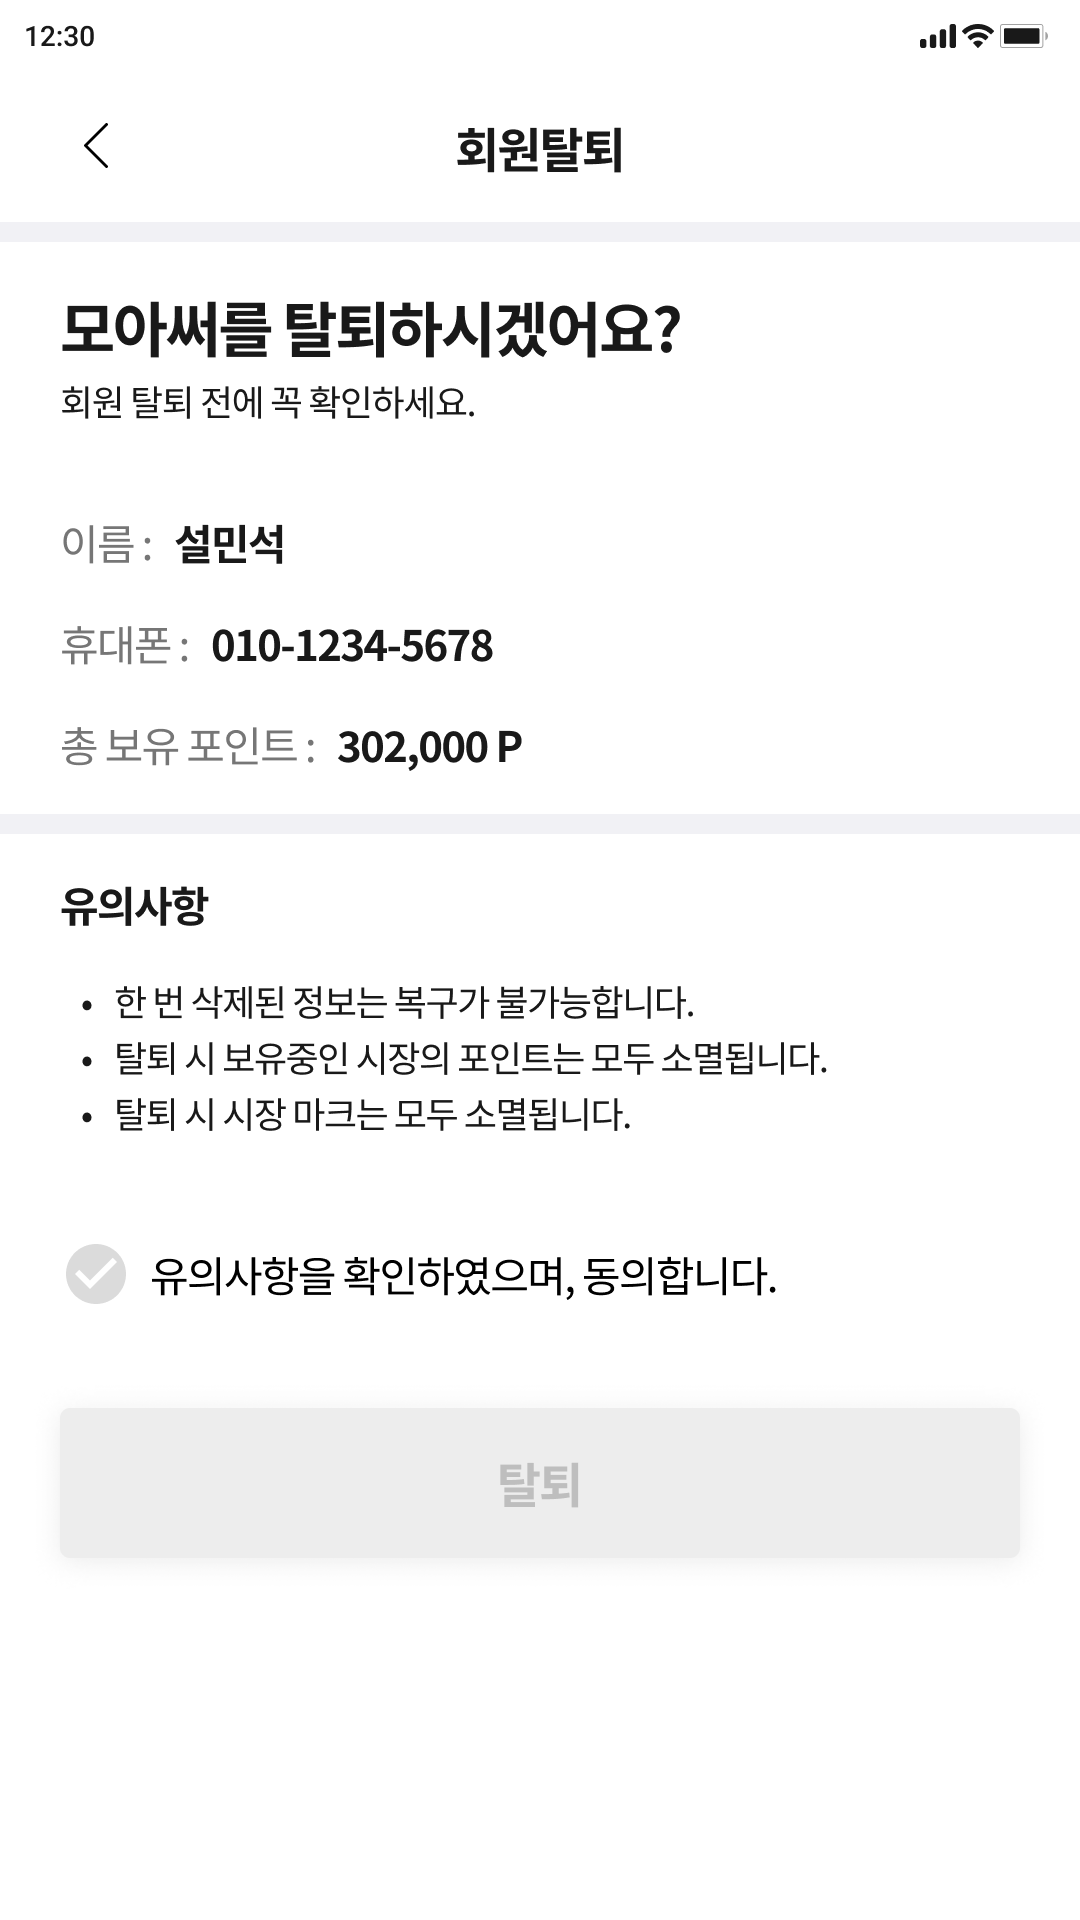 12:30
회원탈퇴
모아써를 탈퇴하시겠어요?
회원 탈퇴 전에 꼭 확인하세요.
이름 : 설민석
휴대폰 : 010-1234-5678
총 보유 포인트 : 302,000 P
유의사항
• 한 번 삭제된 정보는 복구가 불가능합니다.
• 탈퇴 시 보유중인 시장의 포인트는 모두 소멸됩니다.
• 탈퇴 시 시장 마크는 모두 소멸됩니다.
유의사항을 확인하였으며, 동의합니다.
탈퇴